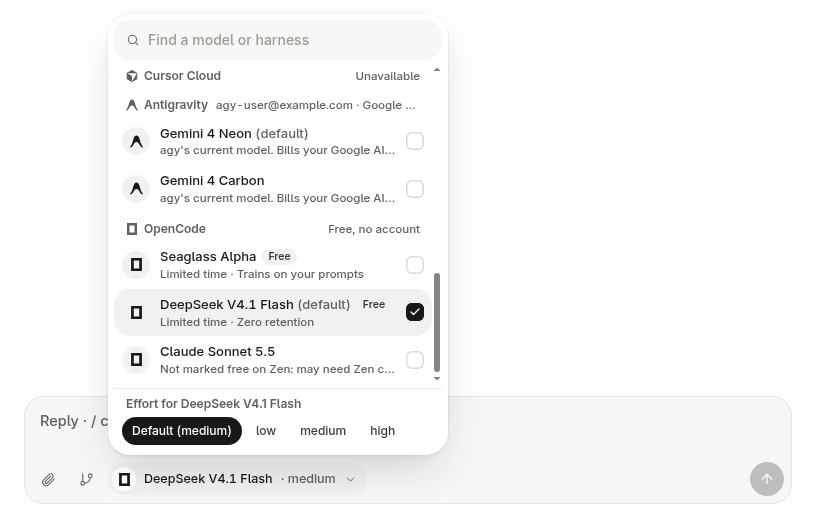 Find a model or harness
Cursor Cloud Unavailable
Antigravity agy-user@example.com · Google ...
Gemini 4 Neon (default)
agy's current model. Bills your Google AI...
Gemini 4 Carbon
agy's current model. Bills your Google AI...
OpenCode Free, no account
Seaglass Alpha Free
Limited time · Trains on your prompts
DeepSeek V4.1 Flash (default) Free
Limited time · Zero retention
Claude Sonnet 5.5
Not marked free on Zen: may need Zen c...
Effort for DeepSeek V4.1 Flash
Reply · / c
Default (medium) low medium high
DeepSeek V4.1 Flash · medium